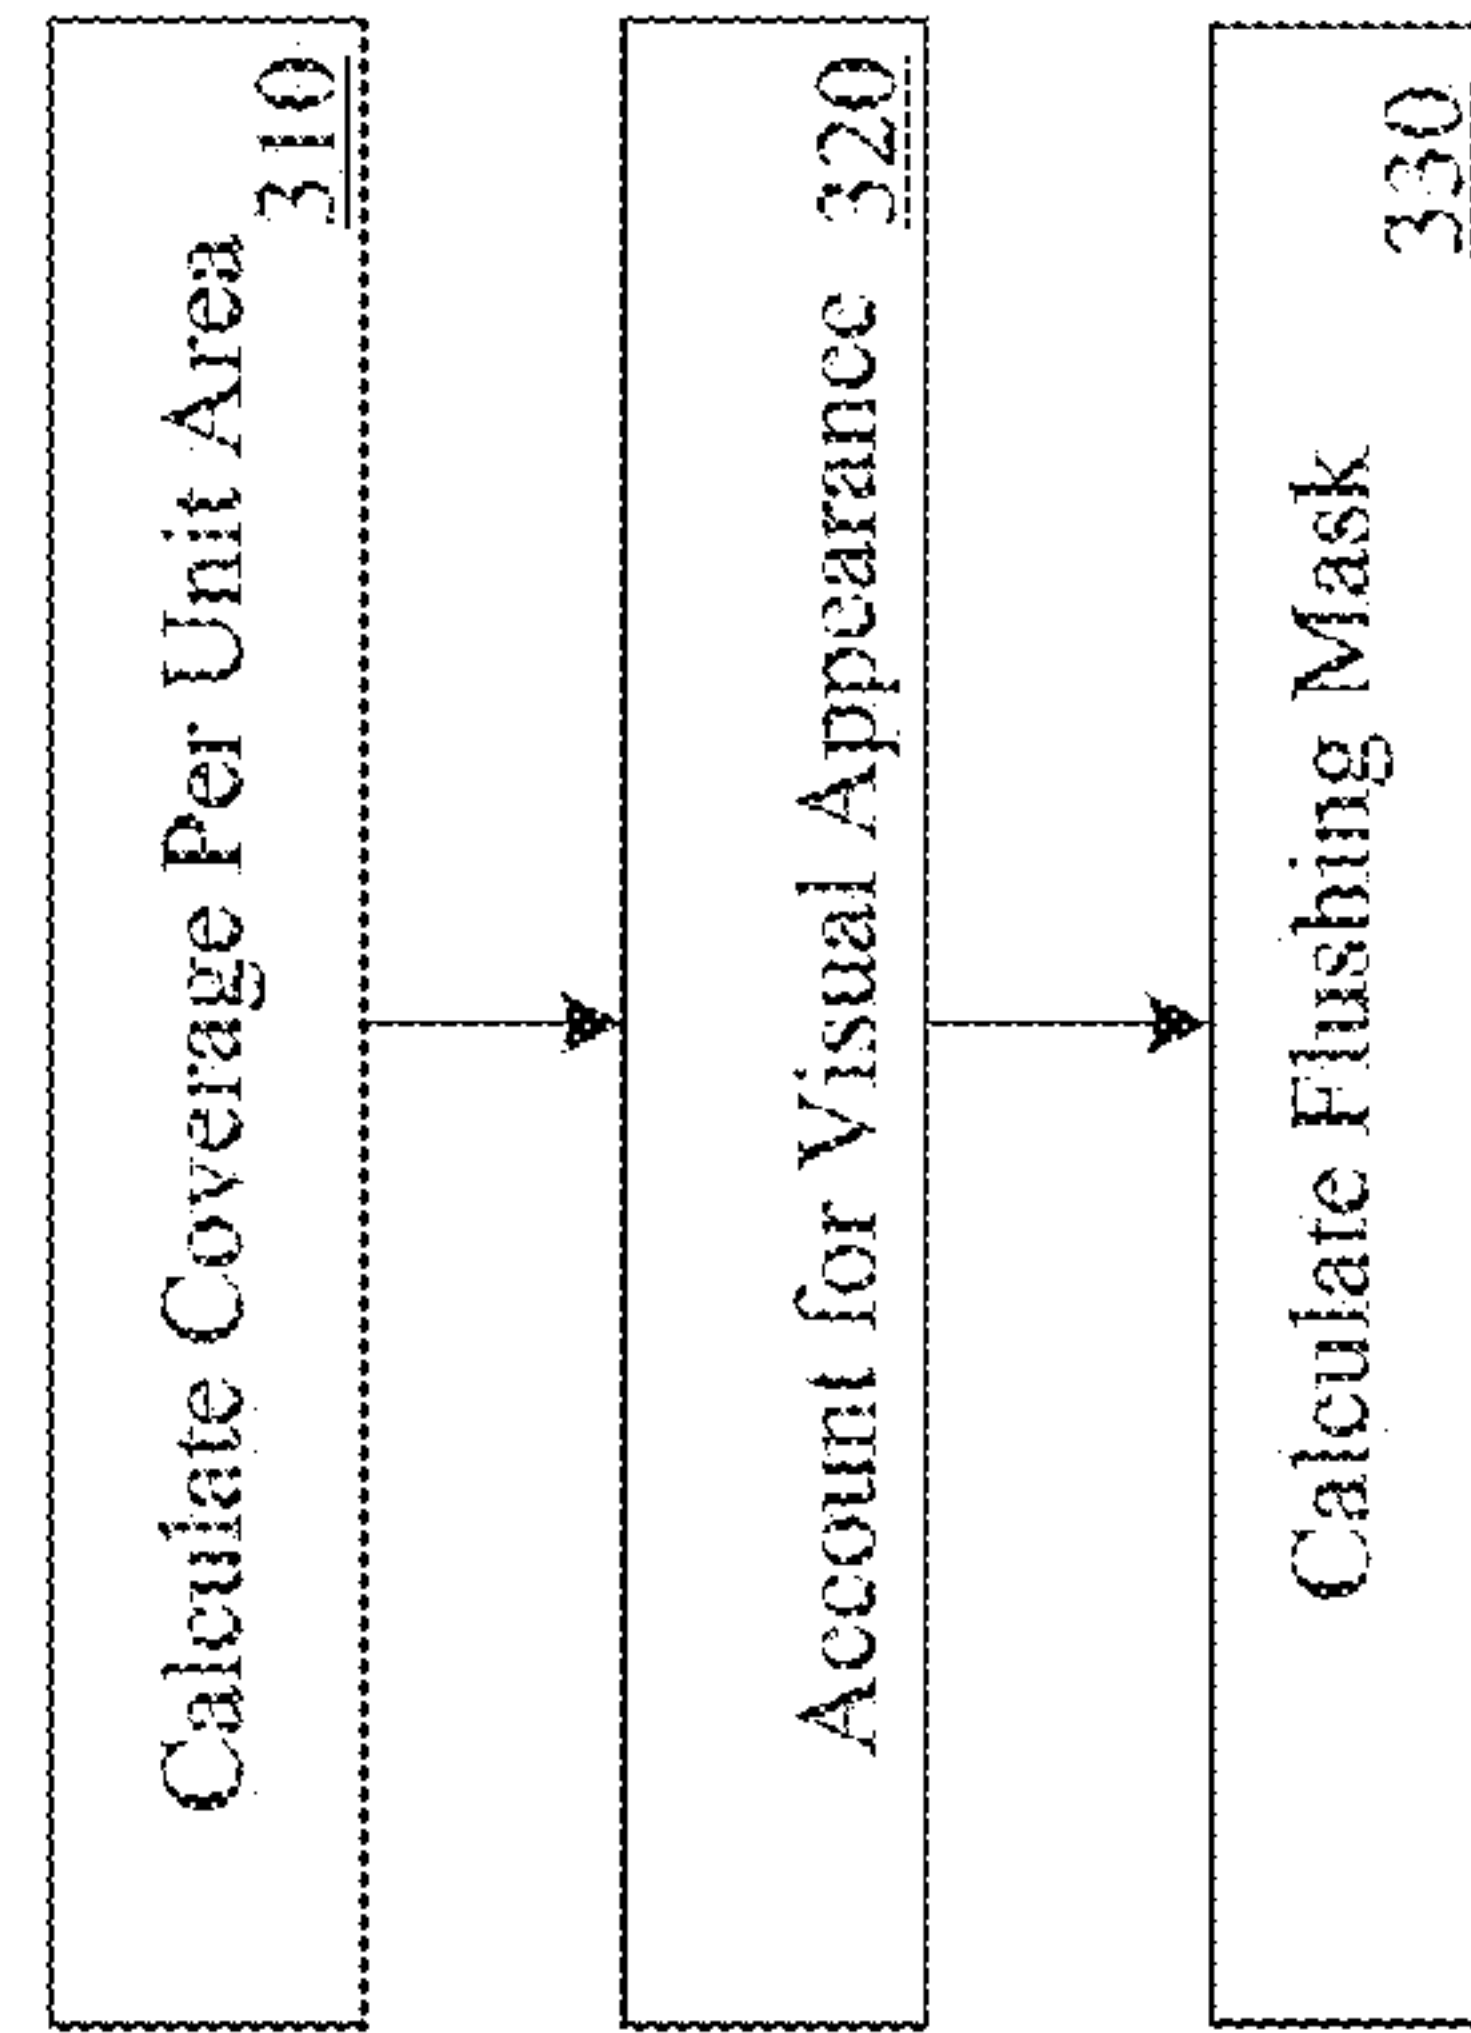 Calculate Coverage Per Unit Area
310
Account for Visual Appearance 320
Calculate Flushing Mask
330